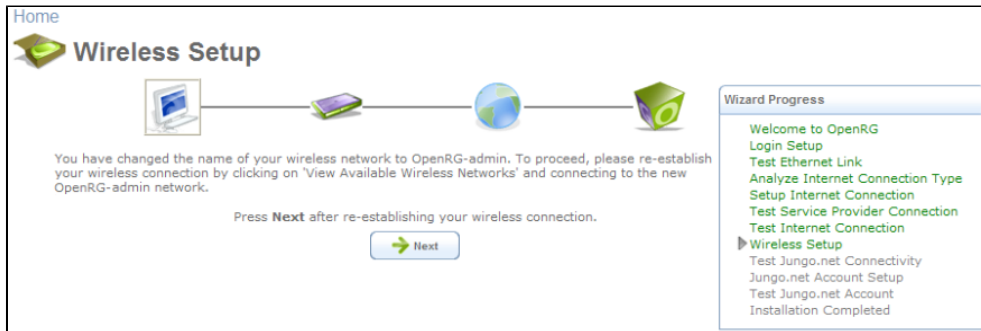 Home
Wireless Setup
You have changed the name of your wireless network to OpenRG-admin. To proceed, please re-establish
your wireless connection by clicking on 'View Available Wireless Networks' and connecting to the new
OpenRG-admin network.
Press Next after re-establishing your wireless connection.
Next
Wizard Progress
Welcome to OpenRG
Login Setup
Test Ethernet Link
Analyze Internet Connection Type
Setup Internet Connection
Test Service Provider Connection
Test Internet Connection
Wireless Setup
Test Jungo.net Connectivity
Jungo.net Account Setup
Test Jungo.net Account
Installation Completed